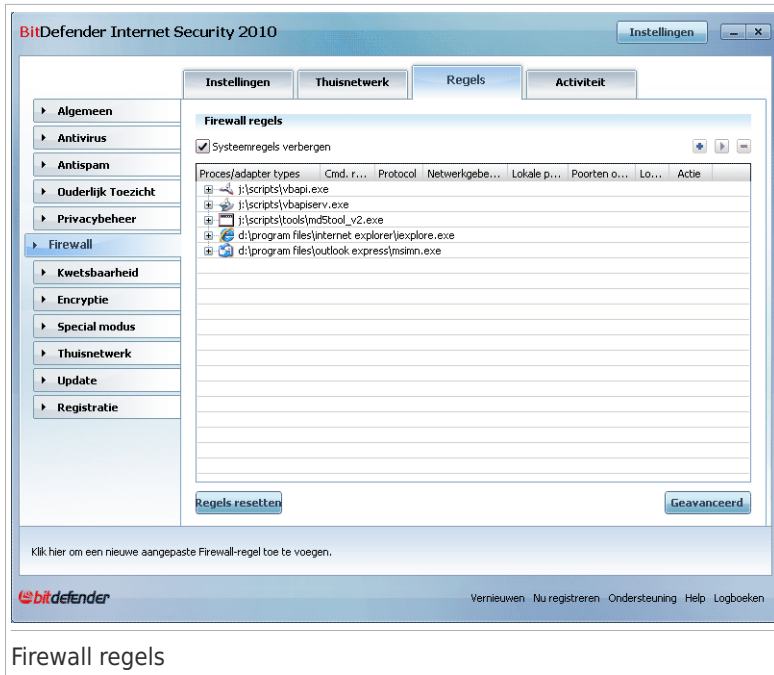 BitDefender Internet Security 2010
Instellingen
Instellingen
Thuisnetwerk
Regels
Activiteit
Algemeen
Antivirus
Antispam
Ouderlijk Toezicht
Privacybeheer
Firewall
Kwetsbaarheid
Encryptie
Special modus
Thuisnetwerk
Update
Registratie
Firewall regels
Systeemregels verbergen
Proces/adapter types Cmd. r... Protocol Netwerkgebe... Lokale p... Poorten o... Lo... Actie
j:\scripts\vbapi.exe
j:\scripts\vbapiserv.exe
j:\scripts\tools\md5tool_v2.exe
d:\program files\internet explorer\iexplore.exe
d:\program files\outlook express\msimn.exe
Regels resetten
Geavanceerd
Klik hier om een nieuwe aangepaste Firewall-regel toe te voegen.
bitdefender
Vernieuwen Nu registreren Ondersteuning Help Logboeken
Firewall regels